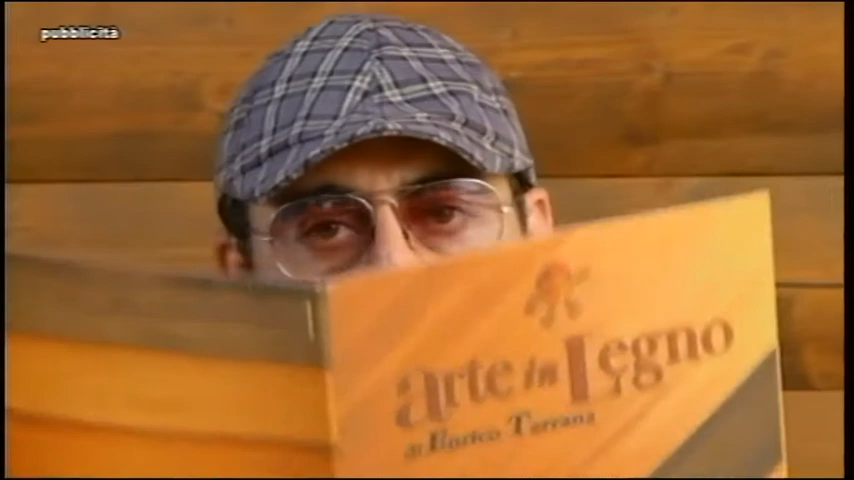 pubblicità
arte in Legno
di Enrico Terrana